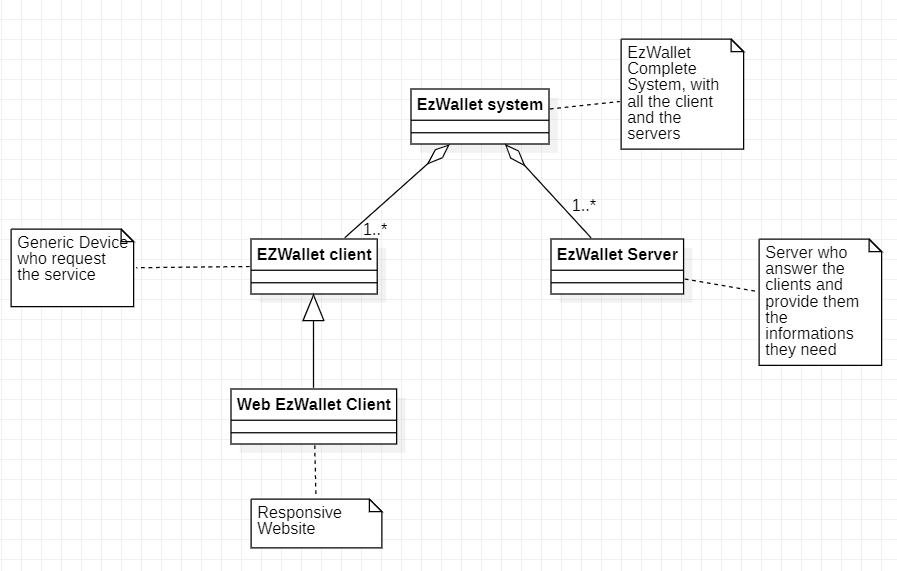 EzWallet
Complete
System, with
all the client
and the
servers
EzWallet system
1..*
1..*
Generic Device
who request
the service
EZWallet client
EzWallet Server
Server who
answer the
clients and
provide them
the
informations
they need
Web EzWallet Client
Responsive
Website